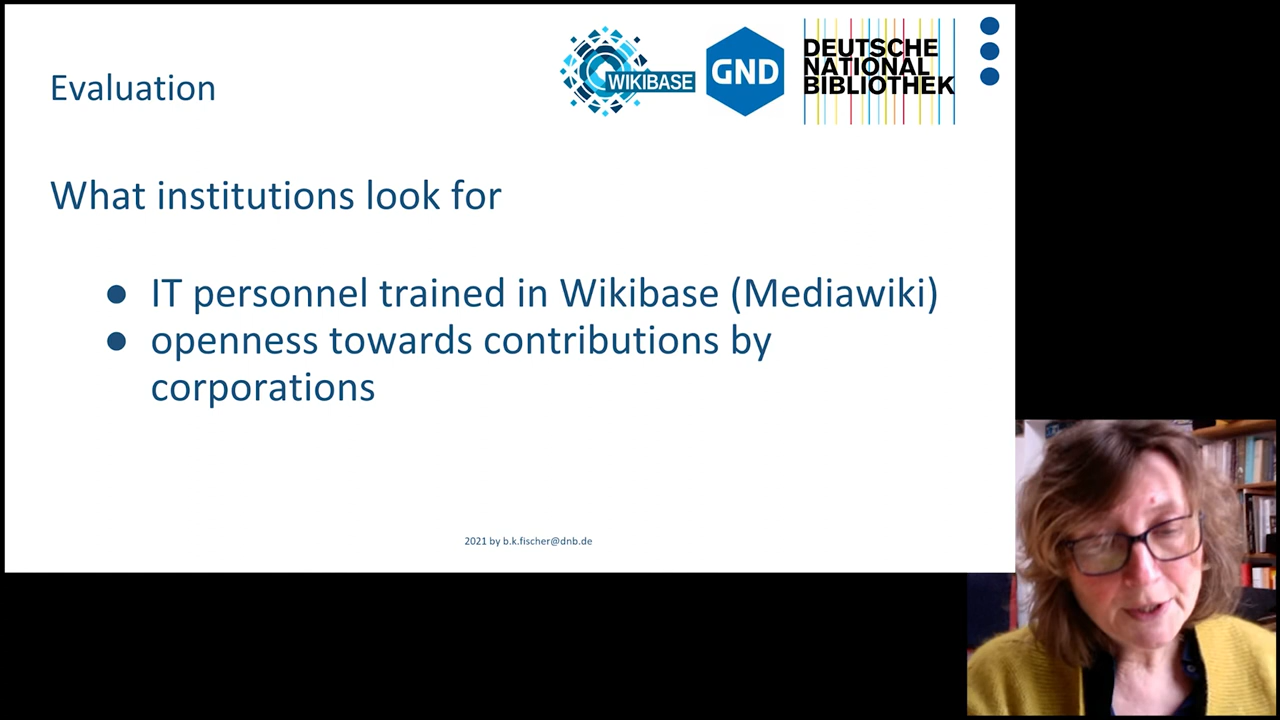 Evaluation
WIKIBASE
GND
DEUTSCHE
NATIONAL
BIBLIOTHEK
What institutions look for
● IT personnel trained in Wikibase (Mediawiki)
● openness towards contributions by
corporations
2021 by b.k.fischer@dnb.de